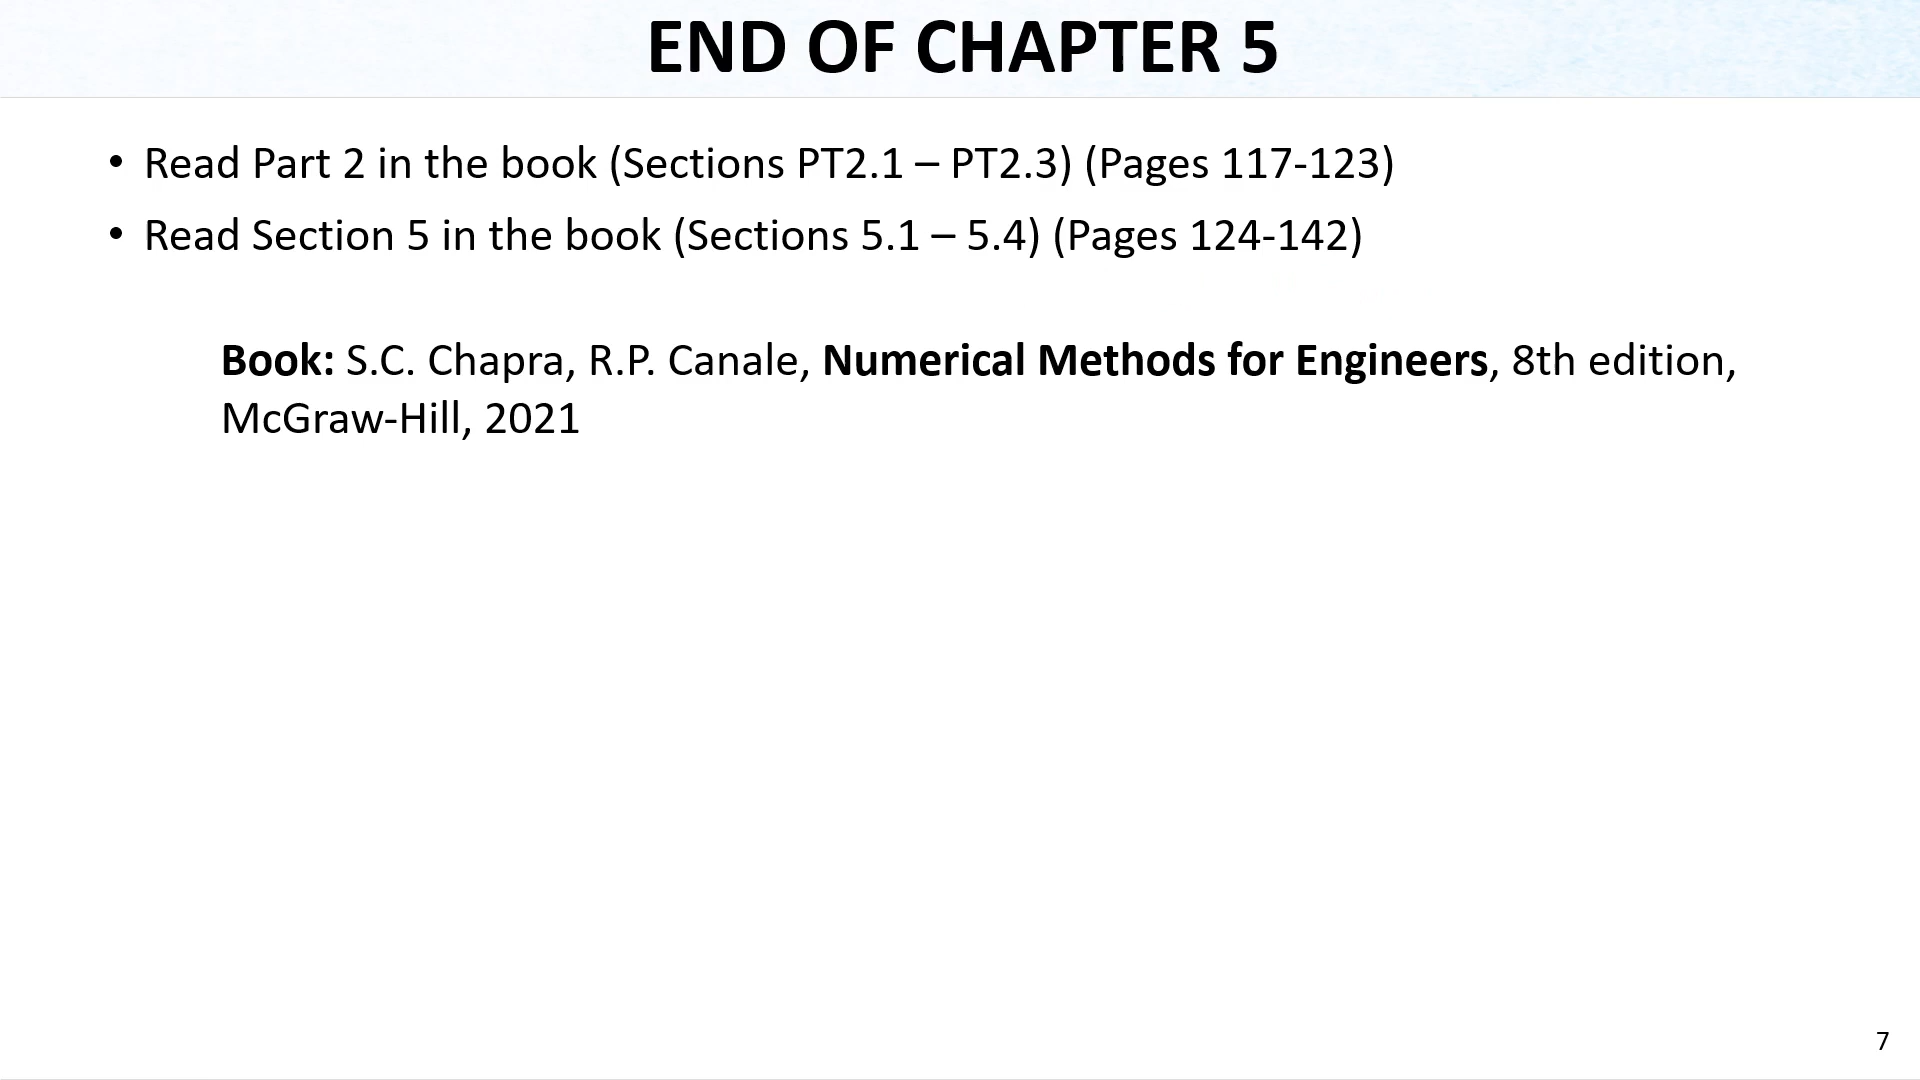 END OF CHAPTER 5
• Read Part 2 in the book (Sections PT2.1 – PT2.3) (Pages 117-123)
• Read Section 5 in the book (Sections 5.1 – 5.4) (Pages 124-142)
Book: S.C. Chapra, R.P. Canale, Numerical Methods for Engineers, 8th edition,
McGraw-Hill, 2021
7